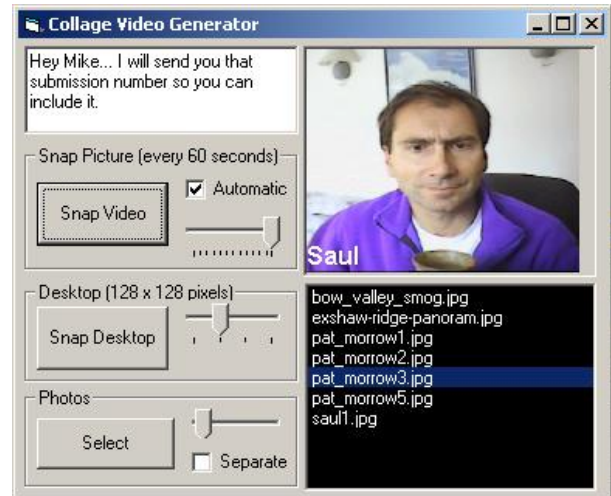 Collage Video Generator
Hey Mike... I will send you that
submission number so you can
include it.
Saul
Snap Picture (every 60 seconds)
Snap Video
Automatic
Desktop (128 x 128 pixels)
Snap Desktop
Photos
Select
Separate
bow_valley_smog.jpg
exshaw-ridge-panoram.jpg
pat_morrow1.jpg
pat_morrow2.jpg
pat_morrow3.jpg
pat_morrow5.jpg
saul1.jpg